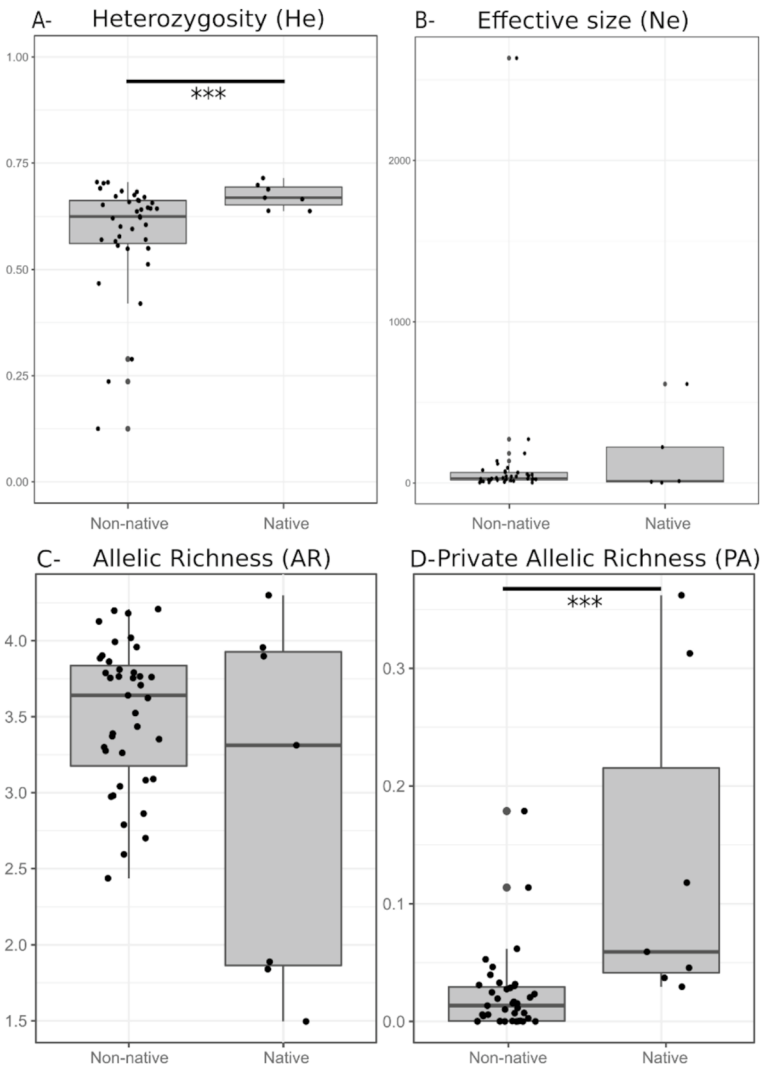 A- Heterozygosity (He)
1.00
***
0.75
0.50
0.25
0.00
Non-native Native
B- Effective size (Ne)
2000
1000
0
Non-native Native
C- Allelic Richness (AR)
4.0
3.5
3.0
2.5
2.0
1.5
Non-native Native
D-Private Allelic Richness (PA)
***
0.3
0.2
0.1
0.0
Non-native Native